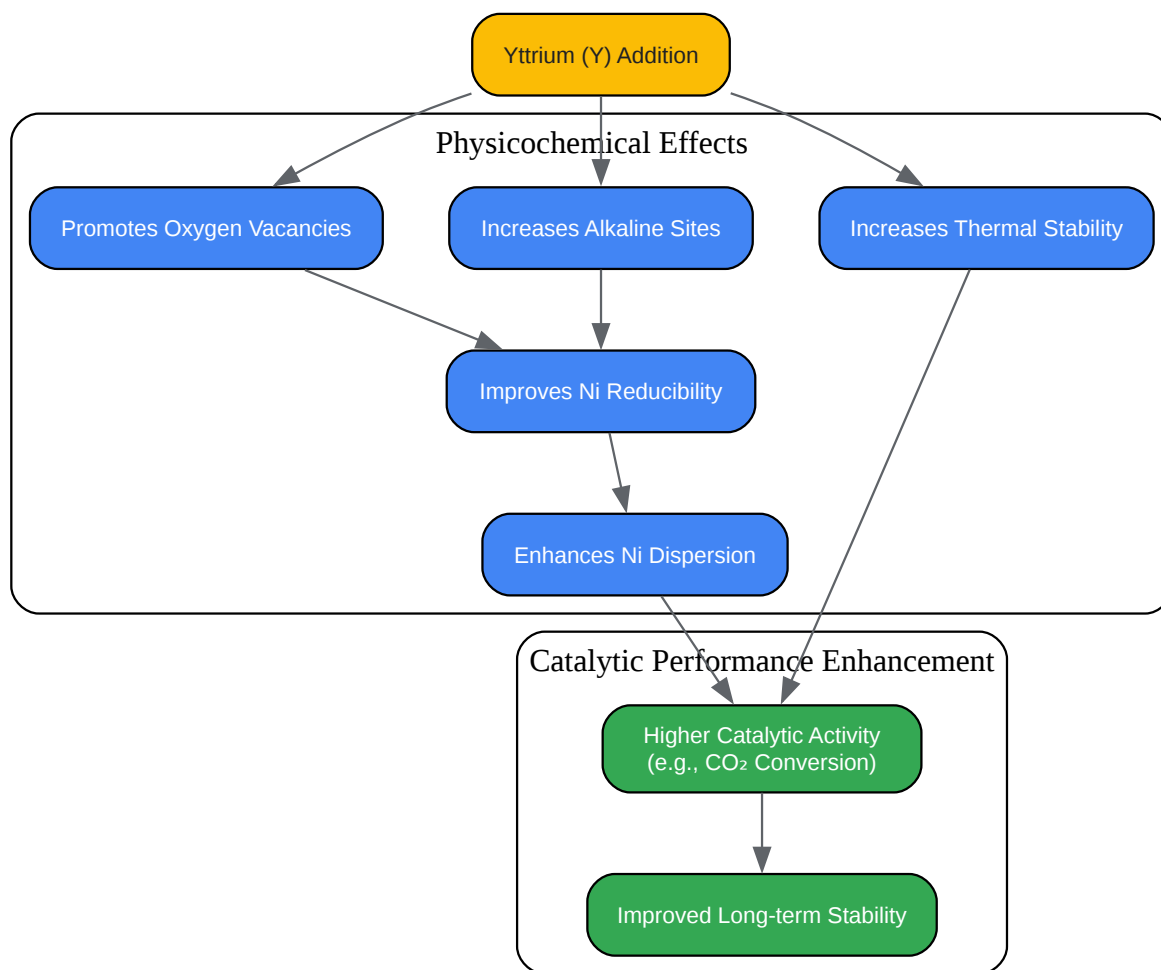 Yttrium (Y) Addition
Physicochemical Effects
Promotes Oxygen Vacancies
Increases Alkaline Sites
Increases Thermal Stability
Improves Ni Reducibility
Enhances Ni Dispersion
Catalytic Performance Enhancement
Higher Catalytic Activity
(e.g., CO₂ Conversion)
Improved Long-term Stability